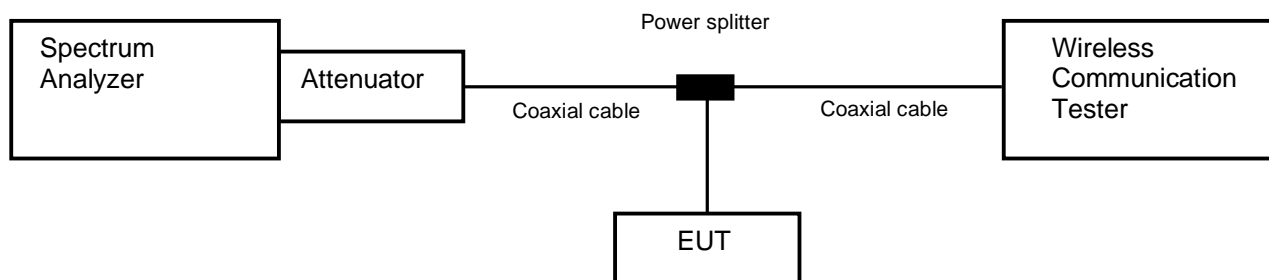 Power splitter
Spectrum
Analyzer
Attenuator
Coaxial cable
Coaxial cable
Wireless
Communication
Tester
EUT